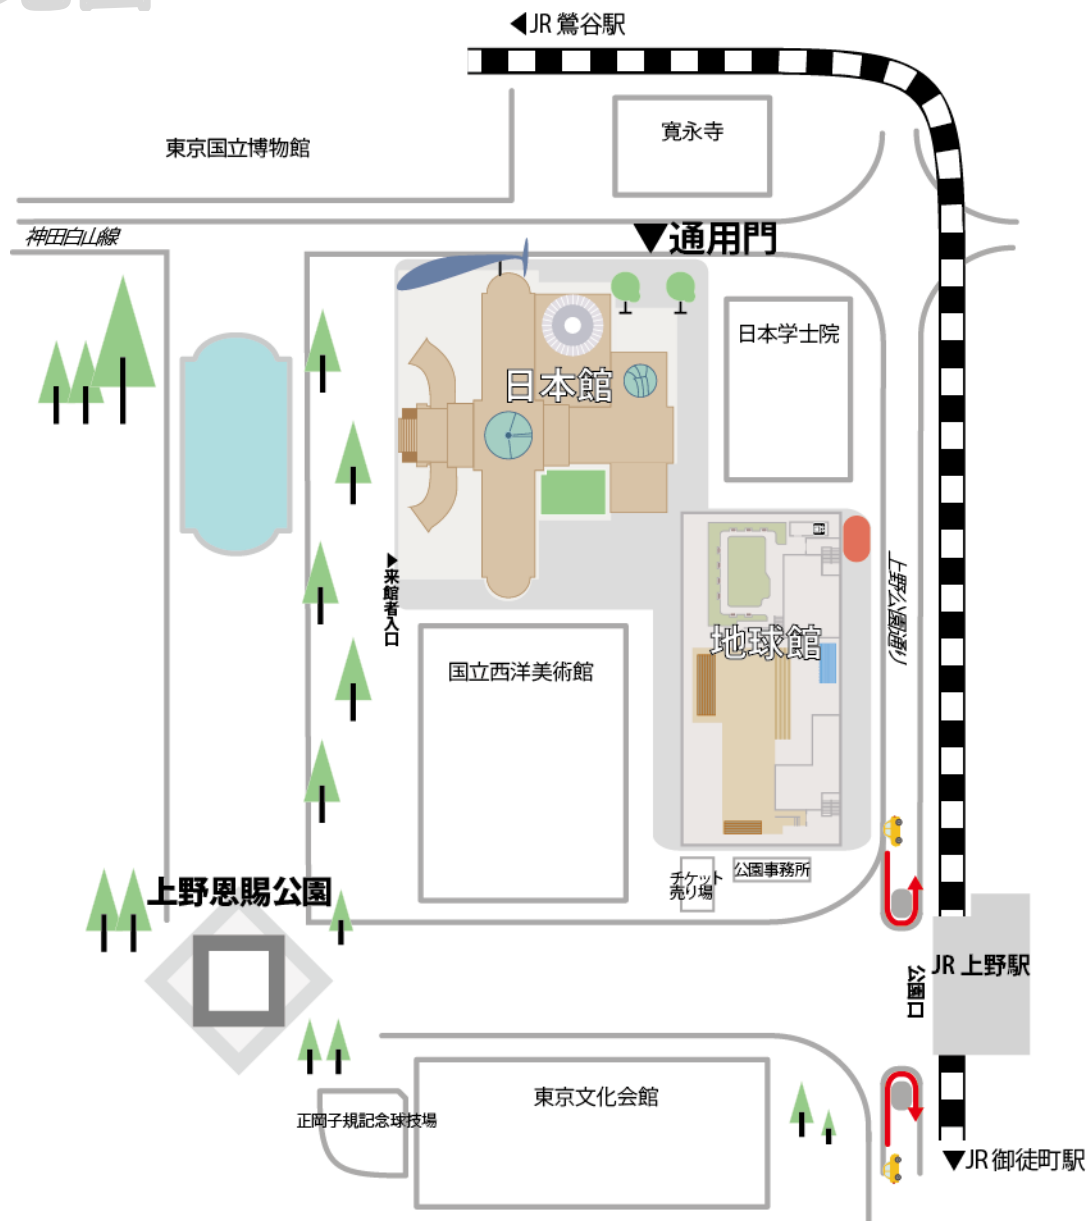 JR 鶯谷駅
東京国立博物館
寛永寺
神田白山線
▼通用門
日本学士院
日本館
来館者入口
上野公園通り
地球館
国立西洋美術館
チケット
売り場
公園事務所
上野恩賜公園
JR 上野駅
公園口
東京文化会館
正岡子規記念球技場
▼JR 御徒町駅